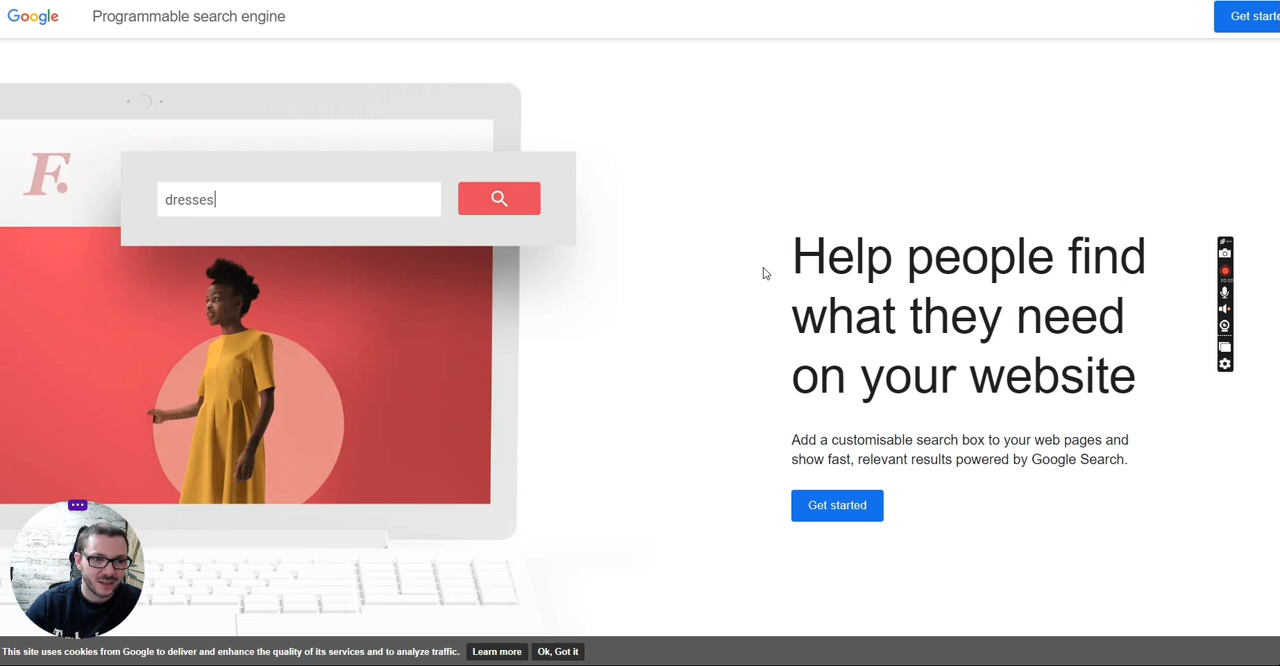 Google Programmable search engine
Get starte
F.
dresses
Help people find
what they need
on your website
Add a customisable search box to your web pages and
show fast, relevant results powered by Google Search.
Get started
This site uses cookies from Google to deliver and enhance the quality of its services and to analyze traffic. Learn more Ok, Got it